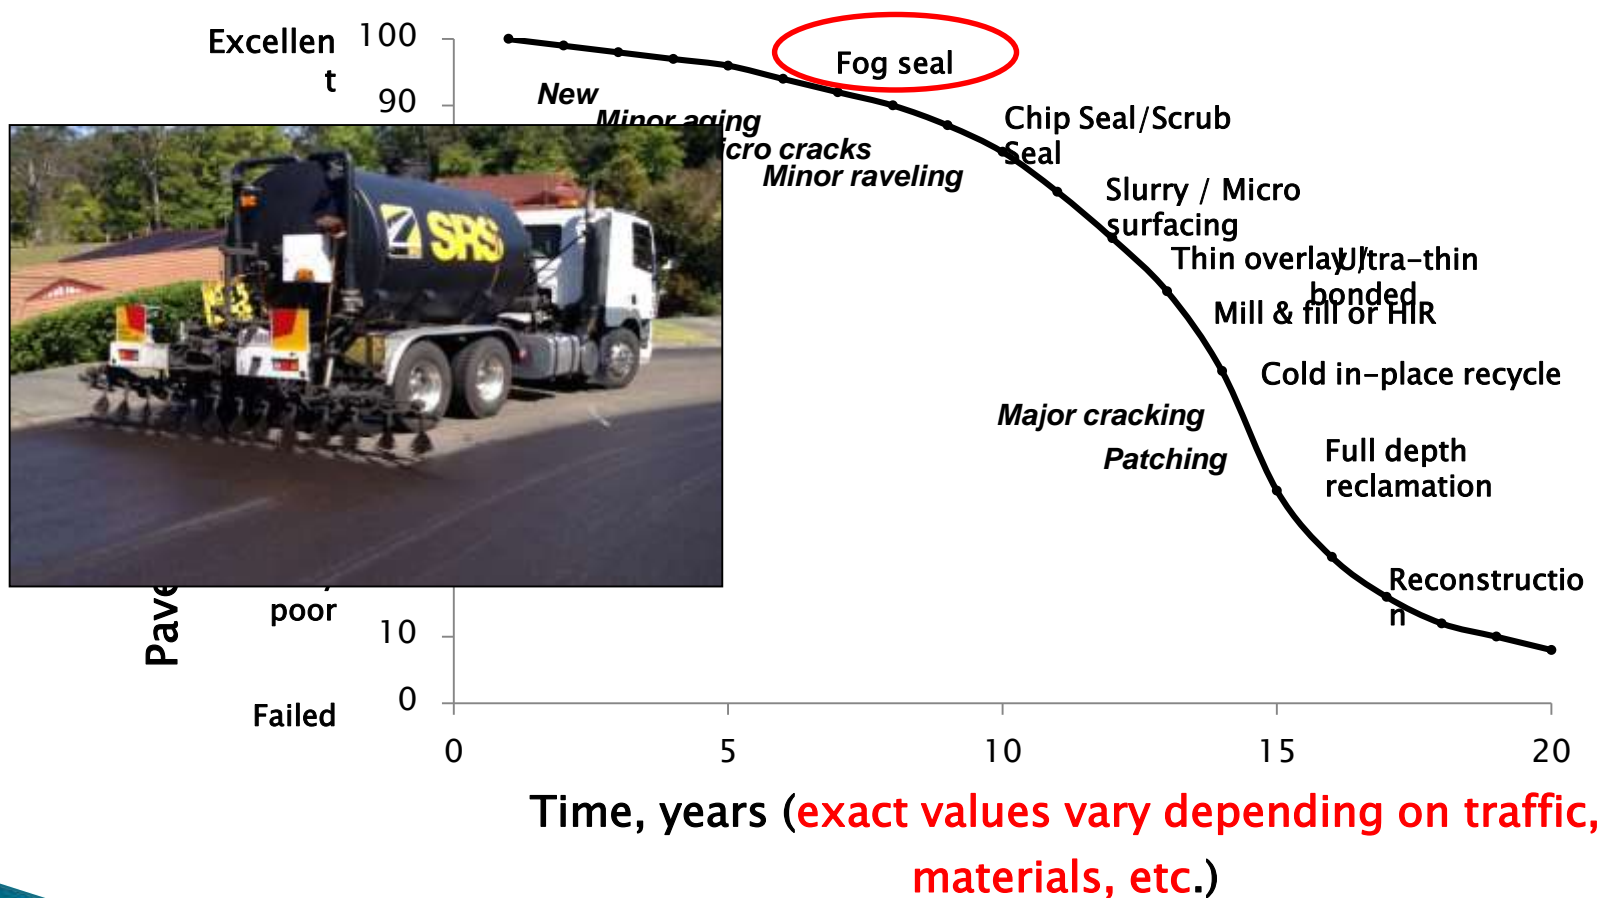 Excellen
t
100
90
10
0
poor
Failed
Pave
New
Minor aging
icro cracks
Minor raveling
Fog seal
Chip Seal/Scrub
Seal
Slurry / Micro
surfacing
Thin overlay /
Ultra-thin
bonded
Mill & fill or HIR
Cold in-place recycle
Major cracking
Patching
Full depth
reclamation
Reconstructio
n
SRS
0 5 10 15 20
Time, years (exact values vary depending on traffic,
materials, etc.)